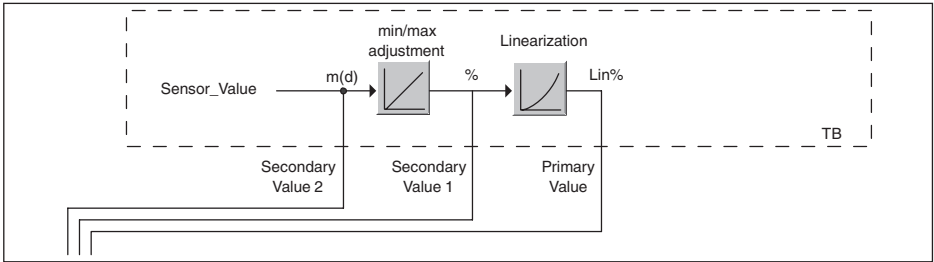 min/max
adjustment
Linearization
Sensor_Value
m(d)
%
Lin%
TB
Secondary
Value 2
Secondary
Value 1
Primary
Value